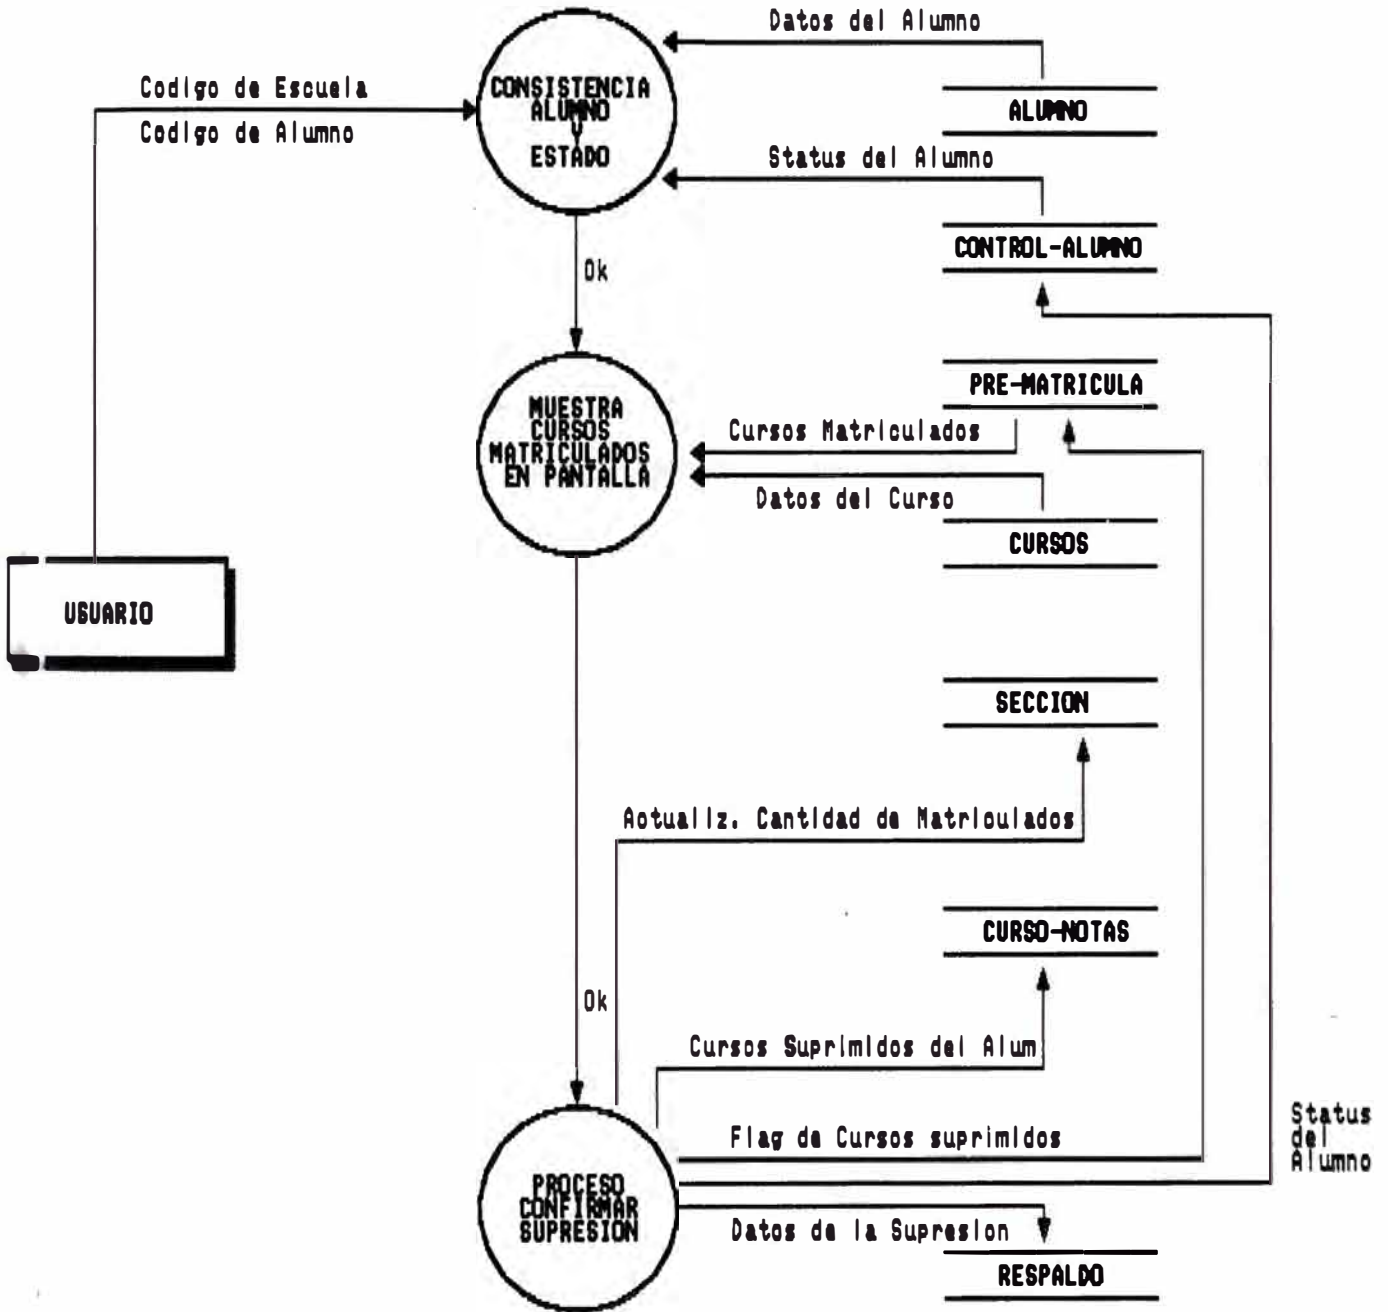 Datos del Alumno
Codigo de Escuela
CONSISTENCIA
ALUMNO
Y
ESTADO
ALUMNO
Codigo de Alumno
Status del Alumno
CONTROL-ALUMNO
Ok
PRE-MATRICULA
MUESTRA
CURSOS
MATRICULADOS
EN PANTALLA
Cursos Matriculados
Datos del Curso
CURSOS
USUARIO
SECCION
Actualiz. Cantidad de Matriculados
CURSO-NOTAS
Ok
Cursos Suprimidos del Alum
Flag de Cursos suprimidos
Status
del
Alumno
PROCESO
CONFIRMAR
SUPRESION
Datos de la Supresion
RESPALDO